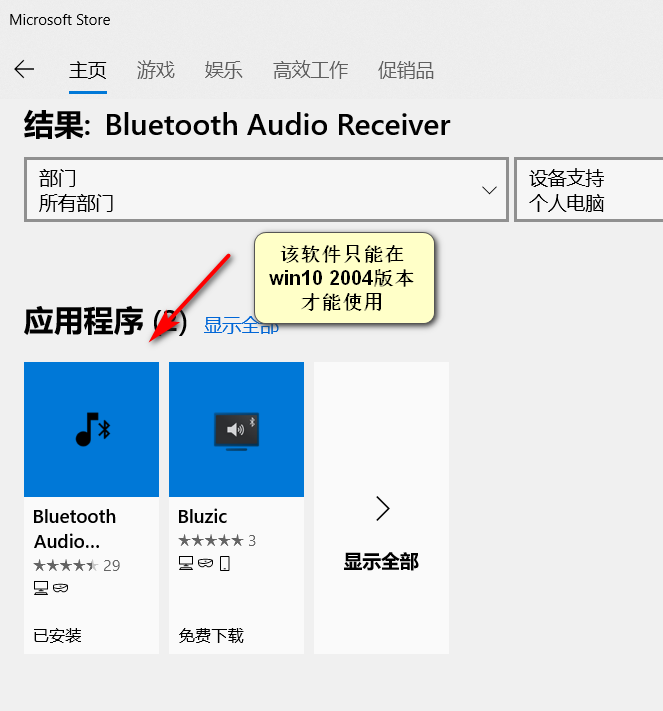 Microsoft Store
主页 游戏 娱乐 高效工作 促销品
结果: Bluetooth Audio Receiver
部门
所有部门
设备支持
个人电脑
该软件只能在
win10 2004版本
才能使用
应用程序 (2) 显示全部
Bluetooth
Audio...
29
已安装
Bluzic
3
免费下载
显示全部